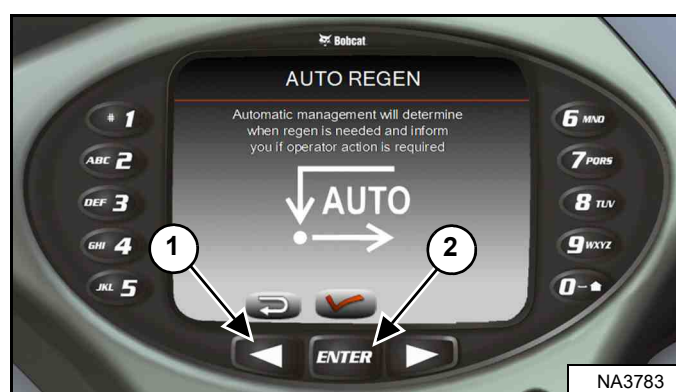 Bobcat
AUTO REGEN
Automatic management will determine
when regen is needed and inform
you if operator action is required
AUTO
# 1
ABC 2
DEF 3
GHI 4
JKL 5
6 MNO
7 PQRS
8 TUV
9 WXYZ
0
1
2
ENTER
NA3783